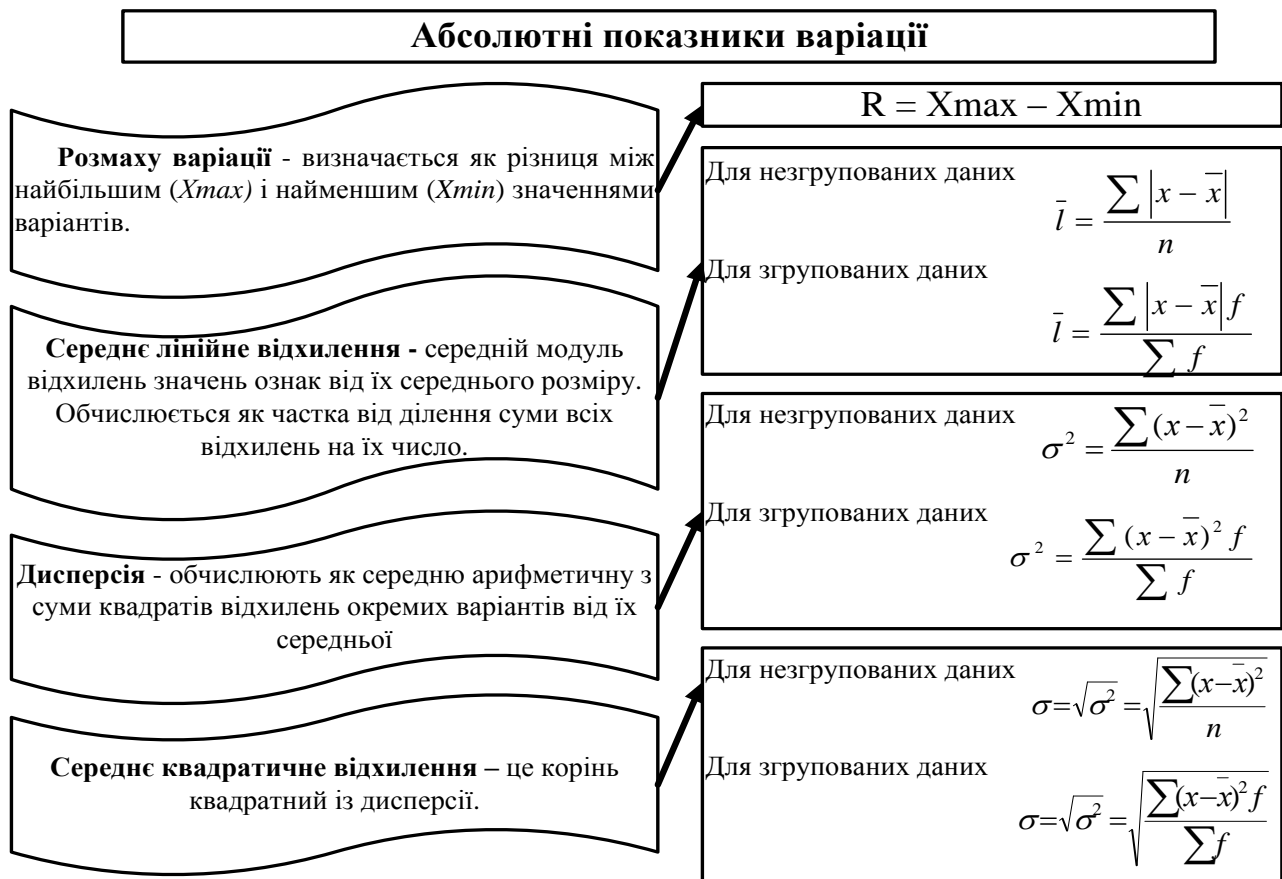 Абсолютні показники варіації
Розмаху варіації - визначається як різниця між
найбільшим (Xmax) і найменшим (Xmin) значеннями
варіантів.
R = Xmax – Xmin
Середнє лінійне відхилення - середній модуль
відхилень значень ознак від їх середнього розміру.
Обчислюється як частка від ділення суми всіх
відхилень на їх число.
Для незгрупованих даних
l̄ = ∑|x − x̄| / n
Для згрупованих даних
l̄ = ∑|x − x̄| f / ∑ f
Дисперсія - обчислюють як середню арифметичну з
суми квадратів відхилень окремих варіантів від їх
середньої
Для незгрупованих даних
σ² = ∑(x − x̄)² / n
Для згрупованих даних
σ² = ∑(x − x̄)² f / ∑ f
Середнє квадратичне відхилення – це корінь
квадратний із дисперсії.
Для незгрупованих даних
σ=√σ² = √(∑(x−x̄)² / n)
Для згрупованих даних
σ=√σ² = √(∑(x−x̄)² f / ∑f)